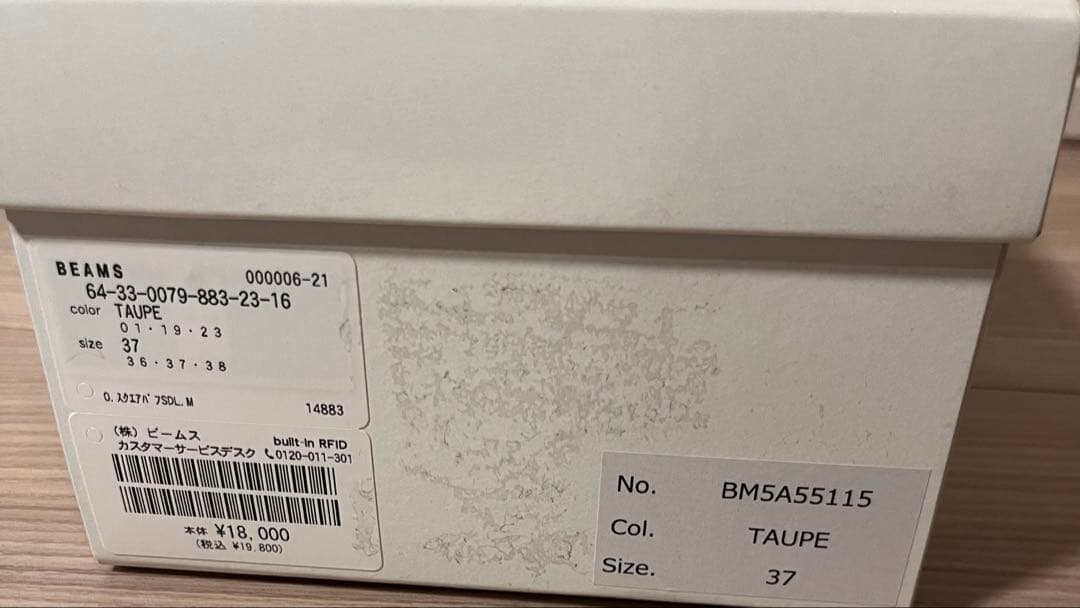 BEAMS
000006-21
64-33-0079-883-23-16
color TAUPE
01・19・23
size 37
36・37・38
O.スクエアパフSDL.M
14883
(株)ビームス
built-in RFID
カスタマーサービスデスク 0120-011-301
本体 ¥18,000
(税込 ¥19,800)
No. BM5A55115
Col. TAUPE
Size. 37